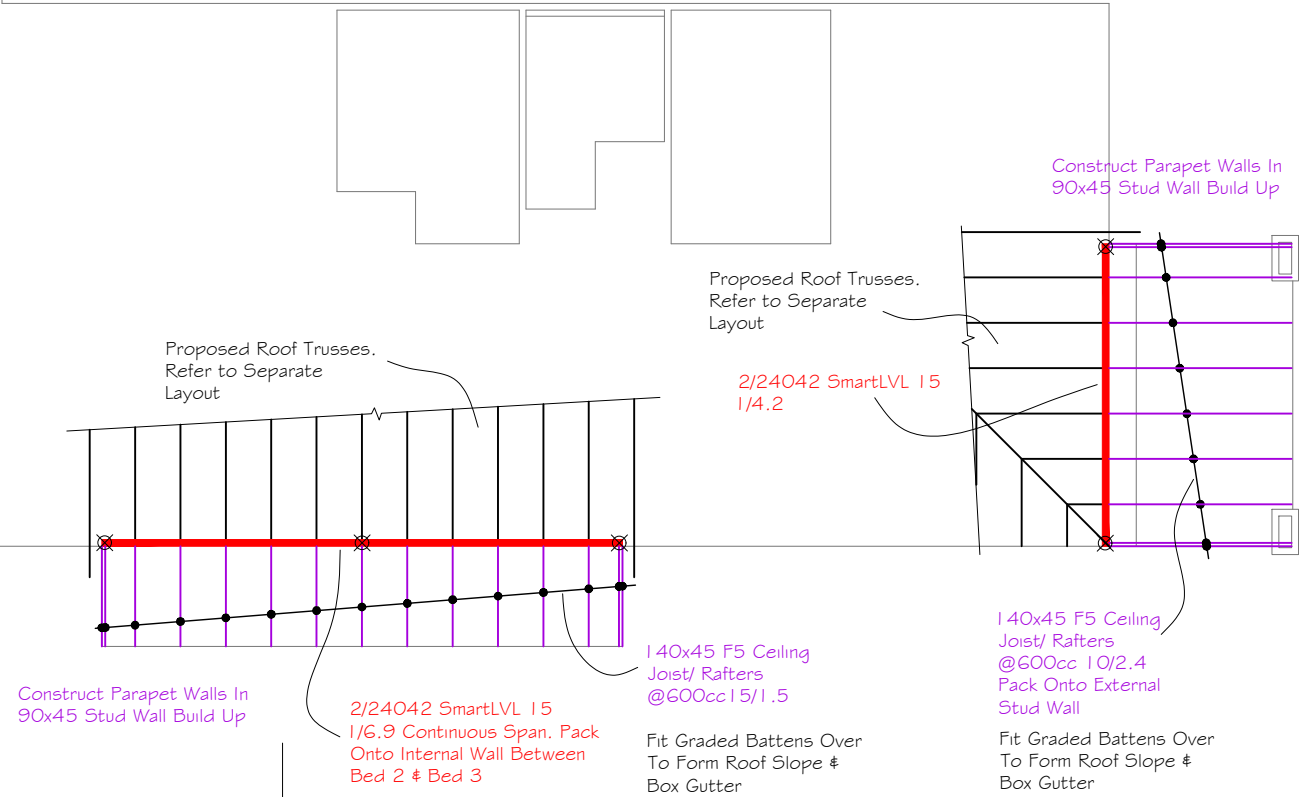 Construct Parapet Walls In
90x45 Stud Wall Build Up
Proposed Roof Trusses.
Refer to Separate
Layout
2/24042 SmartLVL 15
1/4.2
Proposed Roof Trusses.
Refer to Separate
Layout
140x45 F5 Ceiling
Joist/ Rafters
@600cc 10/2.4
Pack Onto External
Stud Wall
Fit Graded Battens Over
To Form Roof Slope &
Box Gutter
140x45 F5 Ceiling
Joist/ Rafters
@600cc15/1.5
Fit Graded Battens Over
To Form Roof Slope &
Box Gutter
Construct Parapet Walls In
90x45 Stud Wall Build Up
2/24042 SmartLVL 15
1/6.9 Continuous Span. Pack
Onto Internal Wall Between
Bed 2 & Bed 3